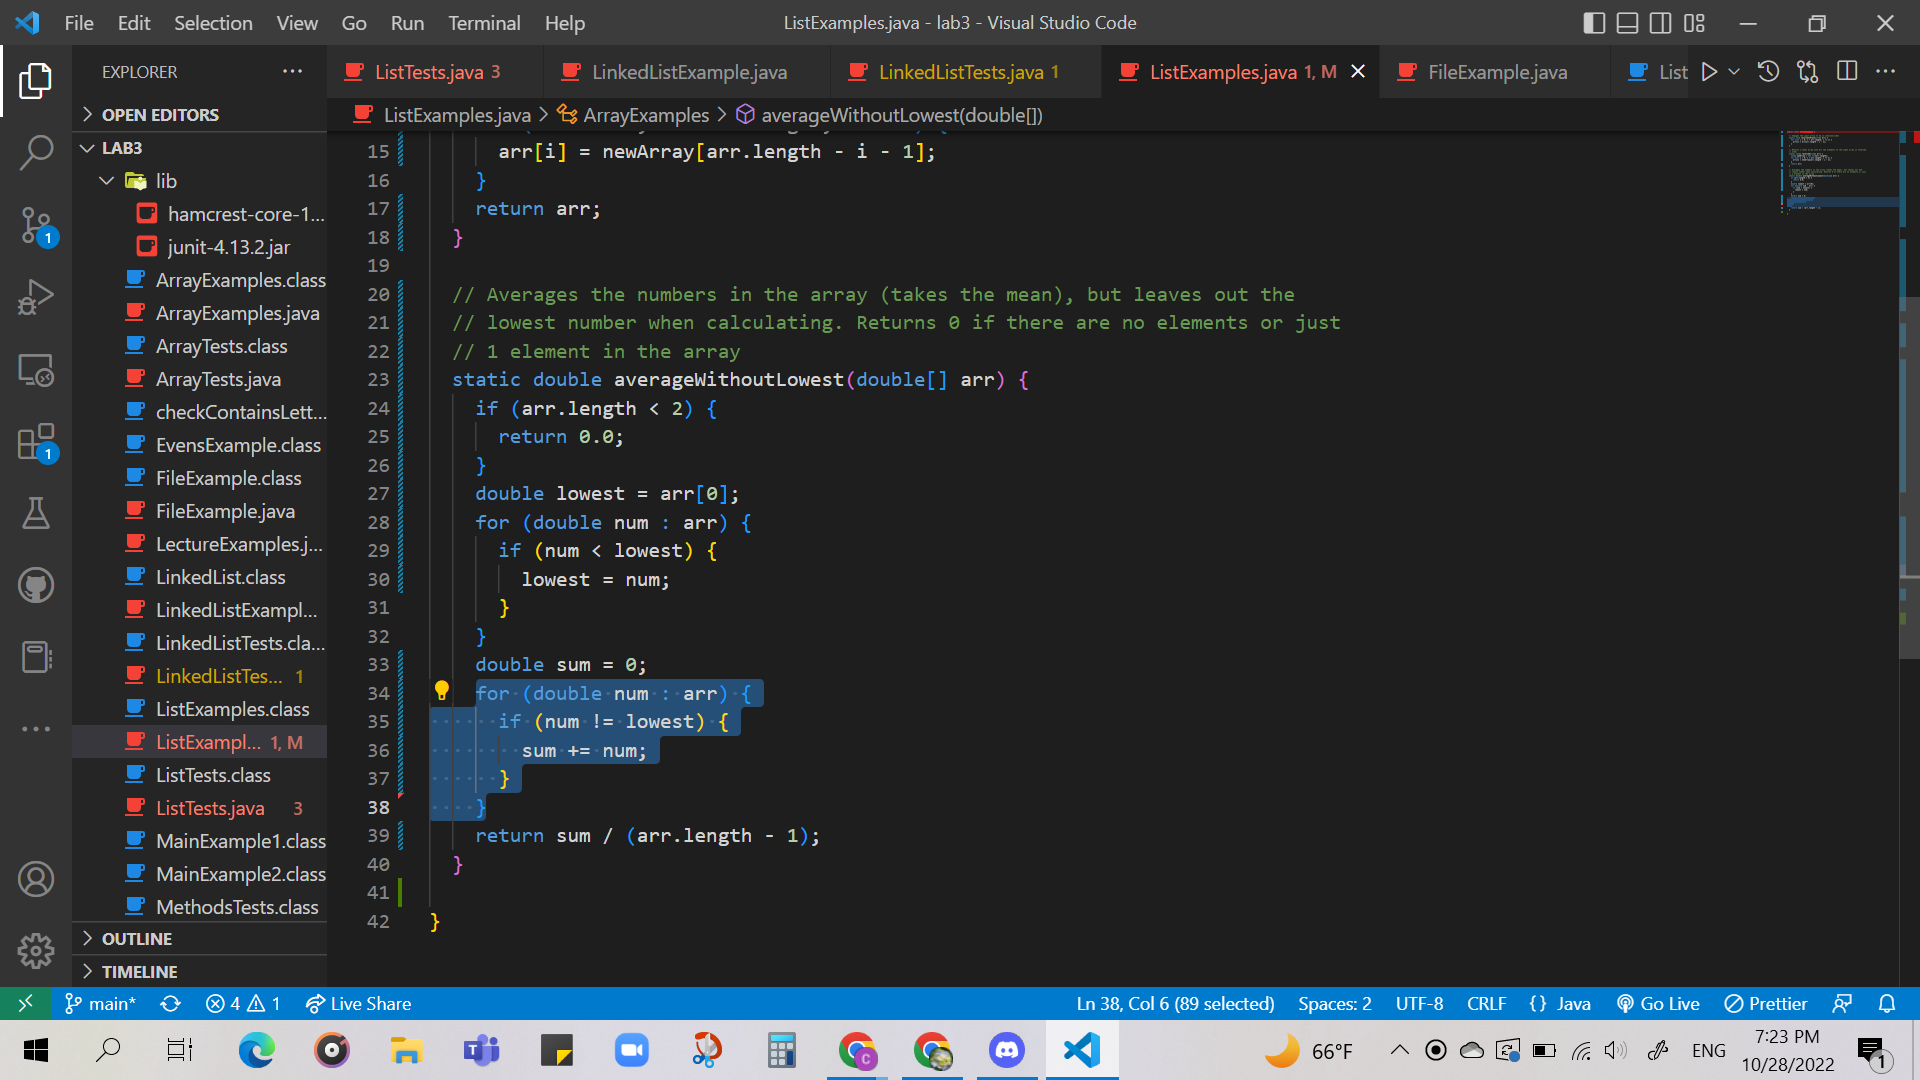 File Edit Selection View Go Run Terminal Help
ListExamples.java - lab3 - Visual Studio Code
EXPLORER
ListTests.java 3
LinkedListExample.java
LinkedListTests.java 1
ListExamples.java 1, M
FileExample.java
List
ListExamples.java > ArrayExamples > averageWithoutLowest(double[])
OPEN EDITORS
LAB3
lib
hamcrest-core-1...
junit-4.13.2.jar
ArrayExamples.class
ArrayExamples.java
ArrayTests.class
ArrayTests.java
checkContainsLett...
EvensExample.class
FileExample.class
FileExample.java
LectureExamples.j...
LinkedList.class
LinkedListExampl...
LinkedListTests.cla...
LinkedListTes... 1
ListExamples.class
ListExampl... 1, M
ListTests.class
ListTests.java 3
MainExample1.class
MainExample2.class
MethodsTests.class
OUTLINE
TIMELINE
1
1
15 arr[i] = newArray[arr.length - i - 1];
16 }
17 return arr;
18 }
19
20 // Averages the numbers in the array (takes the mean), but leaves out the
21 // lowest number when calculating. Returns 0 if there are no elements or just
22 // 1 element in the array
23 static double averageWithoutLowest(double[] arr) {
24 if (arr.length < 2) {
25 return 0.0;
26 }
27 double lowest = arr[0];
28 for (double num : arr) {
29 if (num < lowest) {
30 lowest = num;
31 }
32 }
33 double sum = 0;
34 for (double num : arr) {
35 if (num != lowest) {
36 sum += num;
37 }
38 }
39 return sum / (arr.length - 1);
40 }
41
42 }
main* 4 1 Live Share
Ln 38, Col 6 (89 selected) Spaces: 2 UTF-8 CRLF {} Java Go Live Prettier
66°F
ENG
7:23 PM
10/28/2022
1